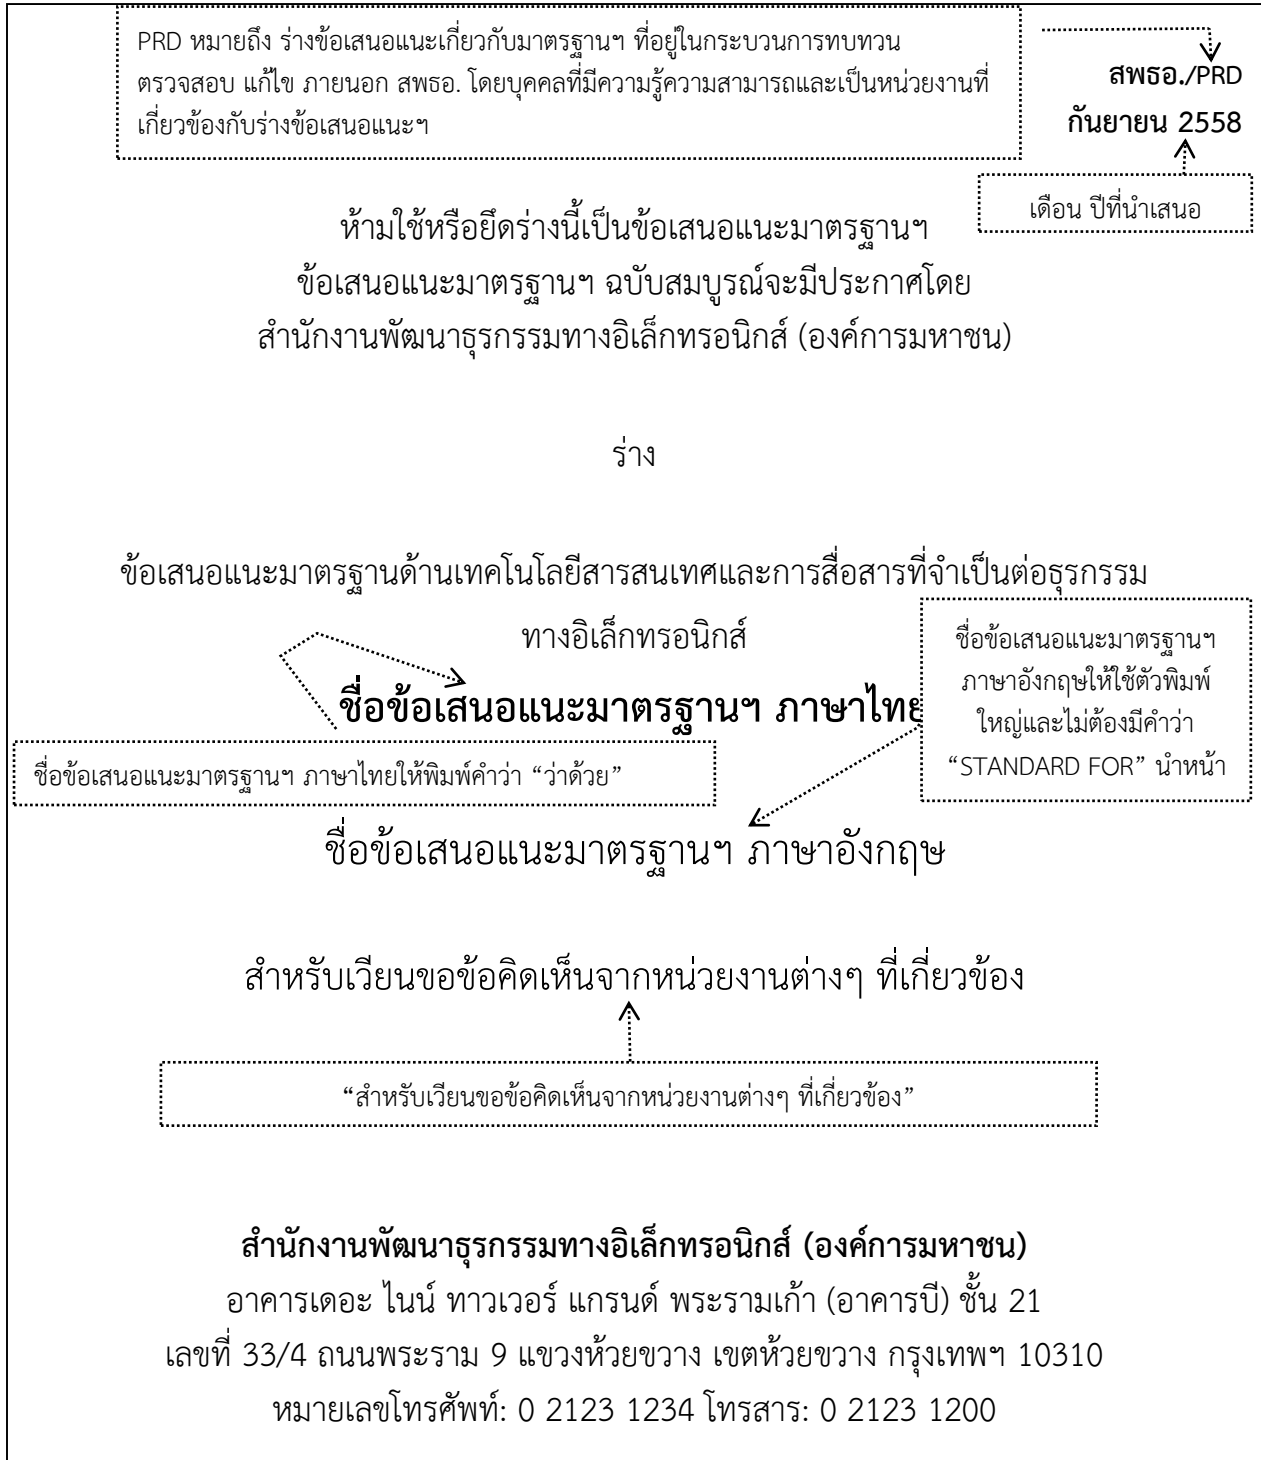 PRD หมายถึง ร่างข้อเสนอแนะเกี่ยวกับมาตรฐานฯ ที่อยู่ในกระบวนการทบทวน
ตรวจสอบ แก้ไข ภายนอก สพธอ. โดยบุคคลที่มีความรู้ความสามารถและเป็นหน่วยงานที่
เกี่ยวข้องกับร่างข้อเสนอแนะฯ
สพธอ./PRD
กันยายน 2558
เดือน ปีที่นำเสนอ
ห้ามใช้หรือยึดร่างนี้เป็นข้อเสนอแนะมาตรฐานฯ
ข้อเสนอแนะมาตรฐานฯ ฉบับสมบูรณ์จะมีประกาศโดย
สำนักงานพัฒนาธุรกรรมทางอิเล็กทรอนิกส์ (องค์การมหาชน)
ร่าง
ข้อเสนอแนะมาตรฐานด้านเทคโนโลยีสารสนเทศและการสื่อสารที่จำเป็นต่อธุรกรรม
ทางอิเล็กทรอนิกส์
ชื่อข้อเสนอแนะมาตรฐานฯ ภาษาไทย
ชื่อข้อเสนอแนะมาตรฐานฯ
ภาษาอังกฤษให้ใช้ตัวพิมพ์
ใหญ่และไม่ต้องมีคำว่า
“STANDARD FOR” นำหน้า
ชื่อข้อเสนอแนะมาตรฐานฯ ภาษาไทยให้พิมพ์คำว่า “ว่าด้วย”
ชื่อข้อเสนอแนะมาตรฐานฯ ภาษาอังกฤษ
สำหรับเวียนขอข้อคิดเห็นจากหน่วยงานต่างๆ ที่เกี่ยวข้อง
“สำหรับเวียนขอข้อคิดเห็นจากหน่วยงานต่างๆ ที่เกี่ยวข้อง”
สำนักงานพัฒนาธุรกรรมทางอิเล็กทรอนิกส์ (องค์การมหาชน)
อาคารเดอะ ไนน์ ทาวเวอร์ แกรนด์ พระรามเก้า (อาคารบี) ชั้น 21
เลขที่ 33/4 ถนนพระราม 9 แขวงห้วยขวาง เขตห้วยขวาง กรุงเทพฯ 10310
หมายเลขโทรศัพท์: 0 2123 1234 โทรสาร: 0 2123 1200